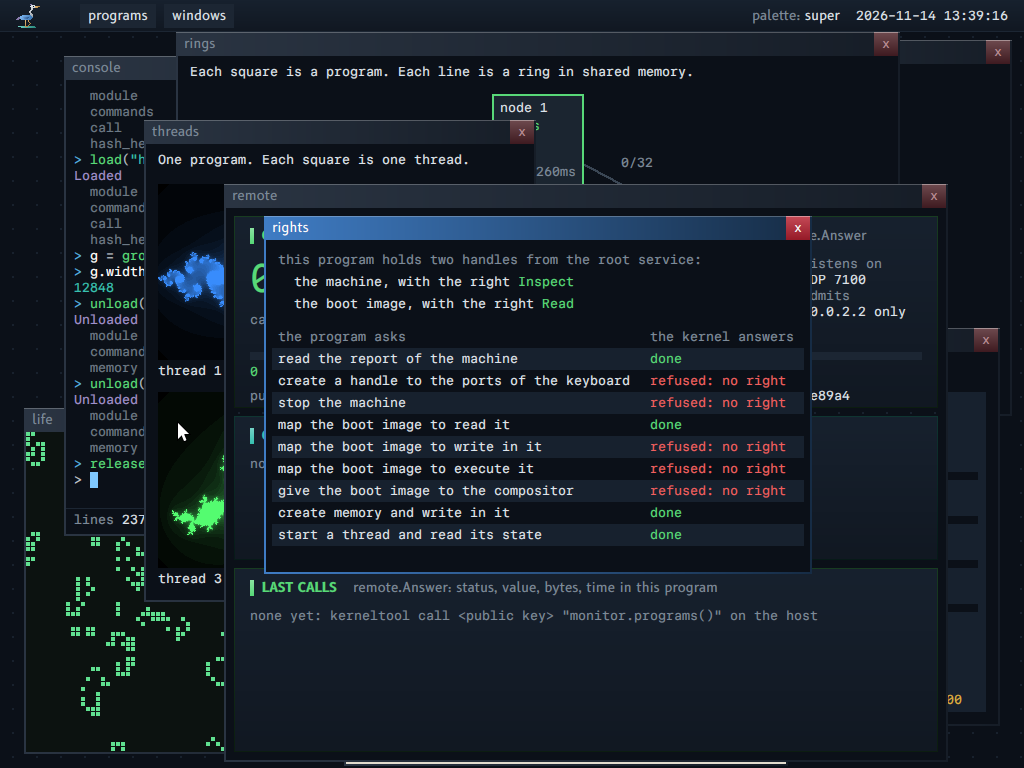 programs windows palette: super 2026-11-14 13:39:16
rings x
x
console
Each square is a program. Each line is a ring in shared memory.
module
commands
call
node 1
threads x
One program. Each square is one thread.
260ms
0/32
> load("h
Loaded
module
call
> g = gro
> g.width
12848
> unload(
Unloaded
module
memory
> unload(
Unloaded
module
memory
> release
>
lines 237
thread 1
thread 3
life
remote x
rights x
this program holds two handles from the root service:
the machine, with the right Inspect
the boot image, with the right Read
the program asks the kernel answers
read the report of the machine done
create a handle to the ports of the keyboard refused: no right
stop the machine refused: no right
map the boot image to read it done
map the boot image to write in it refused: no right
map the boot image to execute it refused: no right
give the boot image to the compositor refused: no right
create memory and write in it done
start a thread and read its state done
e.Answer
istens on
DP 7100
dmits
0.0.2.2 only
e89a4
x
LAST CALLS remote.Answer: status, value, bytes, time in this program
none yet: kerneltool call <public key> "monitor.programs()" on the host
00